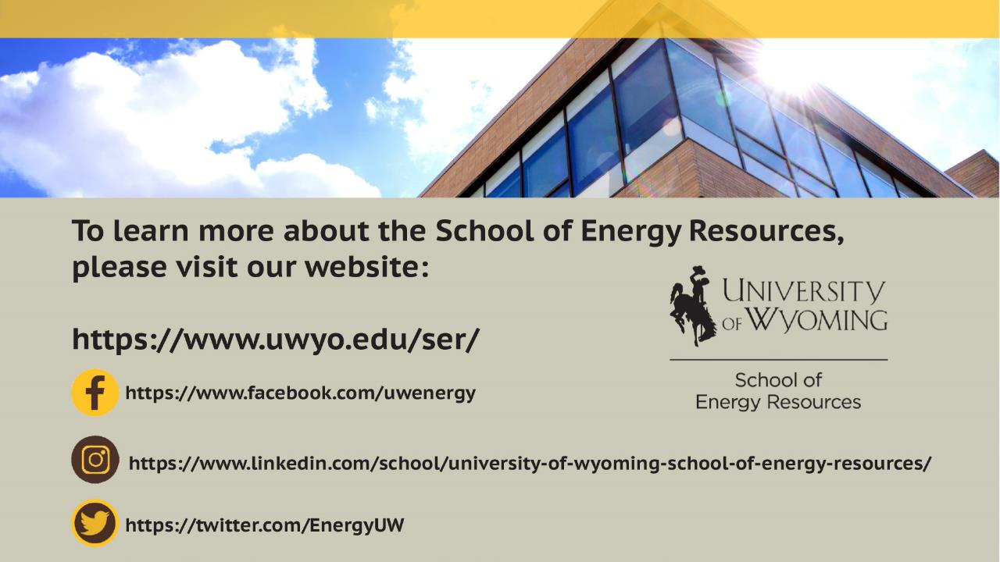 To learn more about the School of Energy Resources,
please visit our website:
https://www.uwyo.edu/ser/
UNIVERSITY
OF WYOMING
School of
Energy Resources
https://www.facebook.com/uwenergy
https://www.linkedin.com/school/university-of-wyoming-school-of-energy-resources/
https://twitter.com/EnergyUW